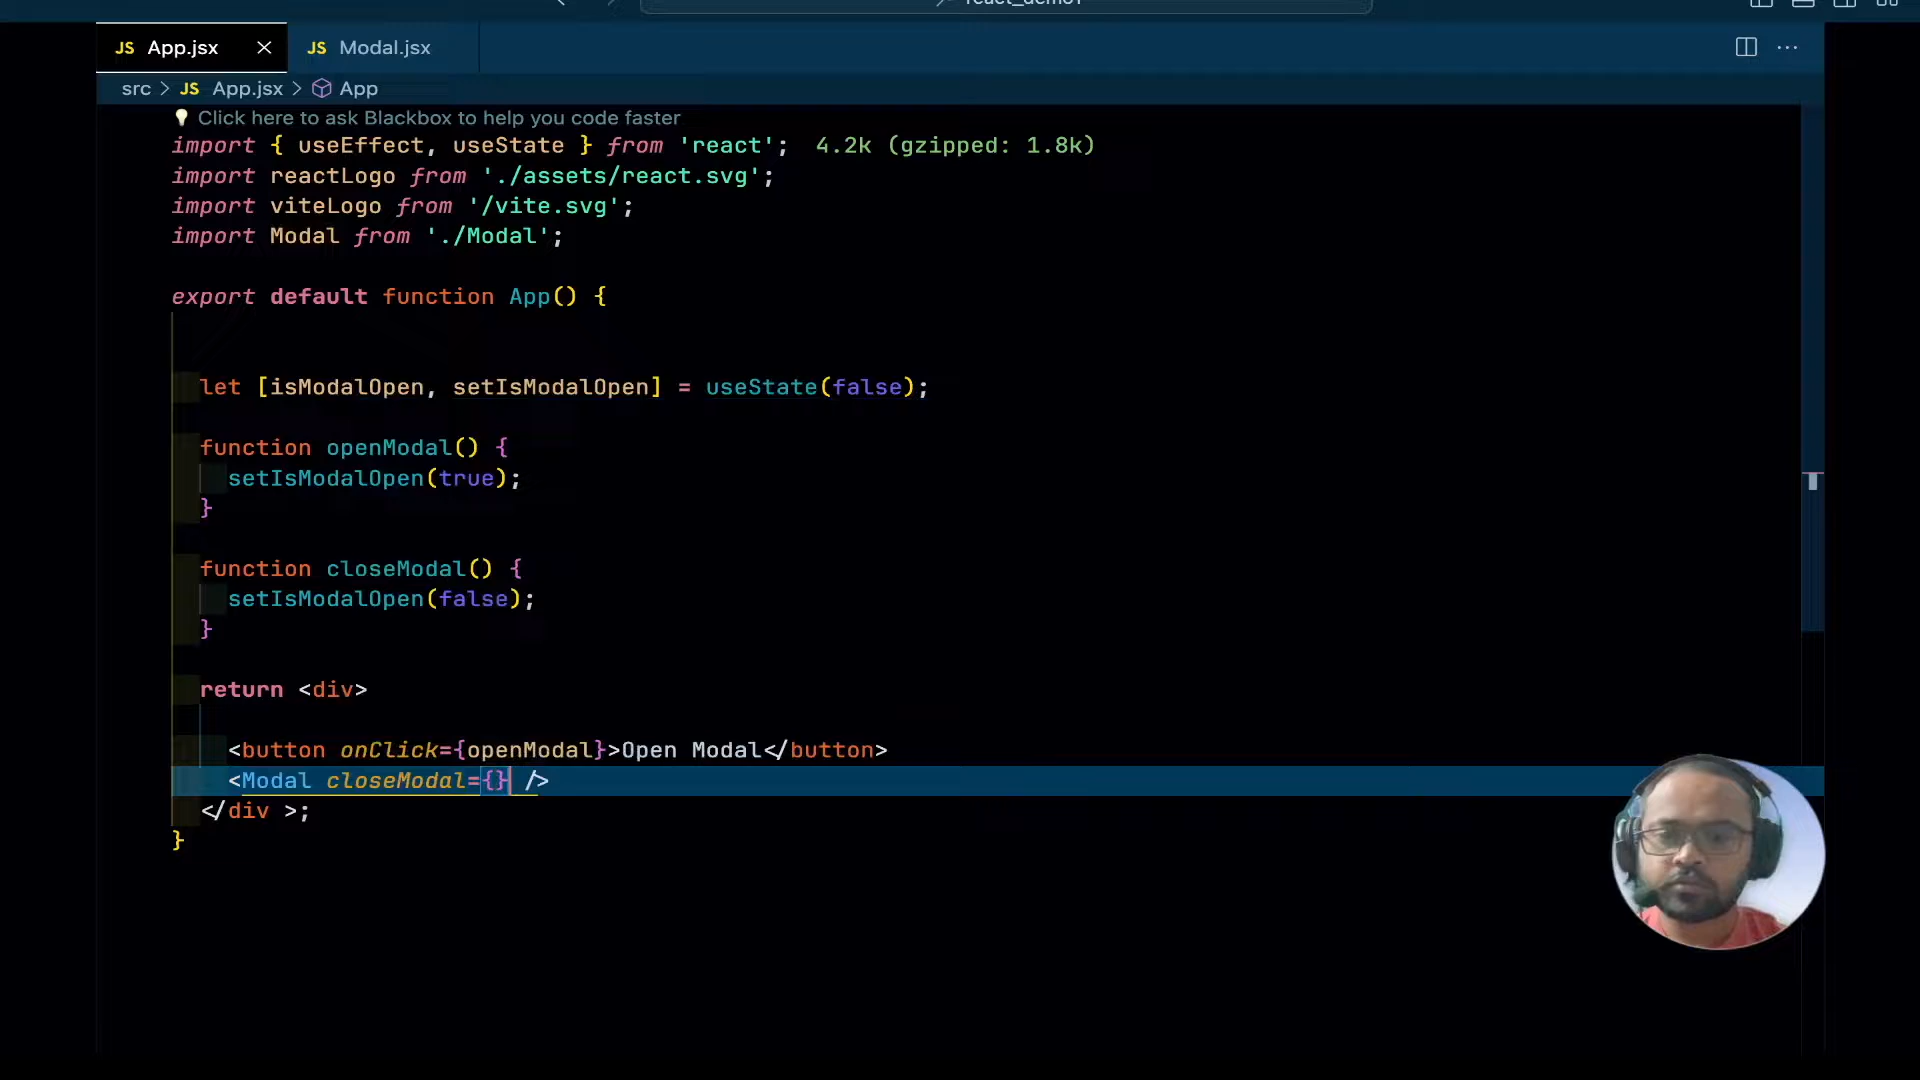 JS App.jsx JS Modal.jsx
src > JS App.jsx > App
Click here to ask Blackbox to help you code faster
import { useEffect, useState } from 'react'; 4.2k (gzipped: 1.8k)
import reactLogo from './assets/react.svg';
import viteLogo from '/vite.svg';
import Modal from './Modal';
export default function App() {
let [isModalOpen, setIsModalOpen] = useState(false);
function openModal() {
setIsModalOpen(true);
}
function closeModal() {
setIsModalOpen(false);
}
return <div>
<button onClick={openModal}>Open Modal</button>
<Modal closeModal={} />
</div >;
}